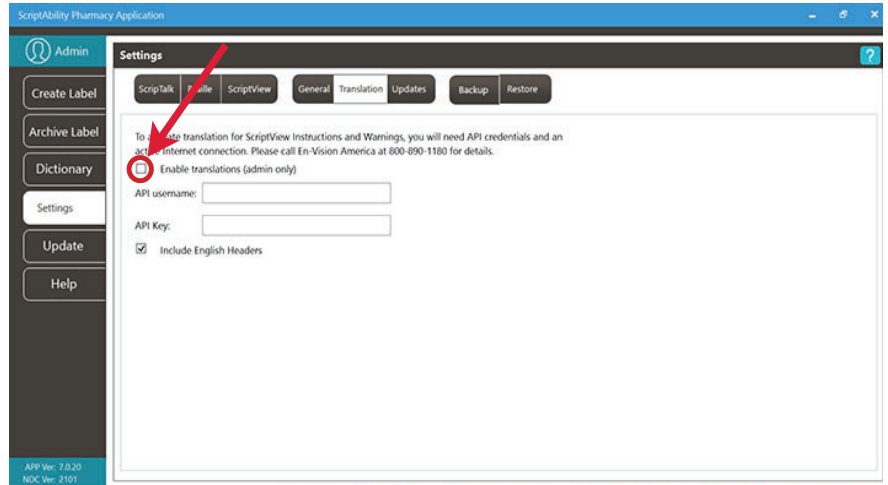 ScriptAbility Pharmacy Application
Admin
Settings
?
Create Label
Archive Label
Dictionary
Settings
Update
Help
ScripTalk
ScriptView
General
Translation
Updates
Backup
Restore
To translation for ScriptView Instructions and Warnings, you will need API credentials and an
internet connection. Please call En-Vision America at 800-890-1180 for details.
Enable translations (admin only)
API username:
API Key:
Include English Headers
APP Ver: 7.0.20
NDC Ver: 2101